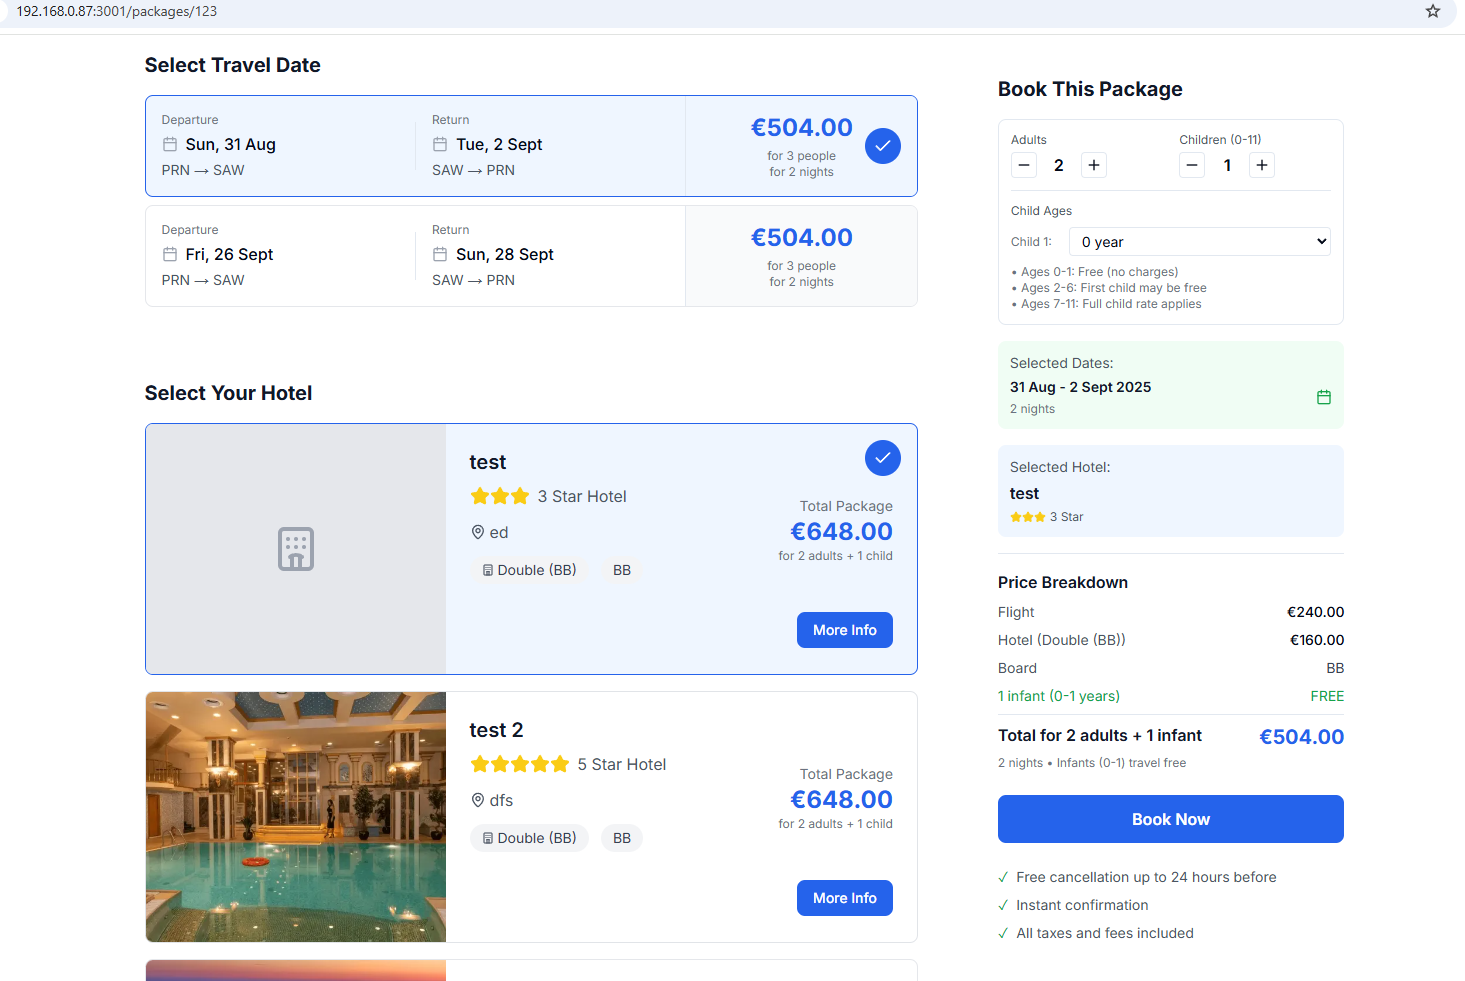 192.168.0.87:3001/packages/123
Select Travel Date
Departure
Sun, 31 Aug
PRN → SAW
Return
Tue, 2 Sept
SAW → PRN
€504.00
for 3 people
for 2 nights
Departure
Fri, 26 Sept
PRN → SAW
Return
Sun, 28 Sept
SAW → PRN
€504.00
for 3 people
for 2 nights
Select Your Hotel
test
3 Star Hotel
ed
Double (BB) BB
Total Package
€648.00
for 2 adults + 1 child
More Info
test 2
5 Star Hotel
dfs
Double (BB) BB
Total Package
€648.00
for 2 adults + 1 child
More Info
Book This Package
Adults
2
Children (0-11)
1
Child Ages
Child 1: 0 year
• Ages 0-1: Free (no charges)
• Ages 2-6: First child may be free
• Ages 7-11: Full child rate applies
Selected Dates:
31 Aug - 2 Sept 2025
2 nights
Selected Hotel:
test
3 Star
Price Breakdown
Flight €240.00
Hotel (Double (BB)) €160.00
Board BB
1 infant (0-1 years) FREE
Total for 2 adults + 1 infant €504.00
2 nights • Infants (0-1) travel free
Book Now
✓ Free cancellation up to 24 hours before
✓ Instant confirmation
✓ All taxes and fees included